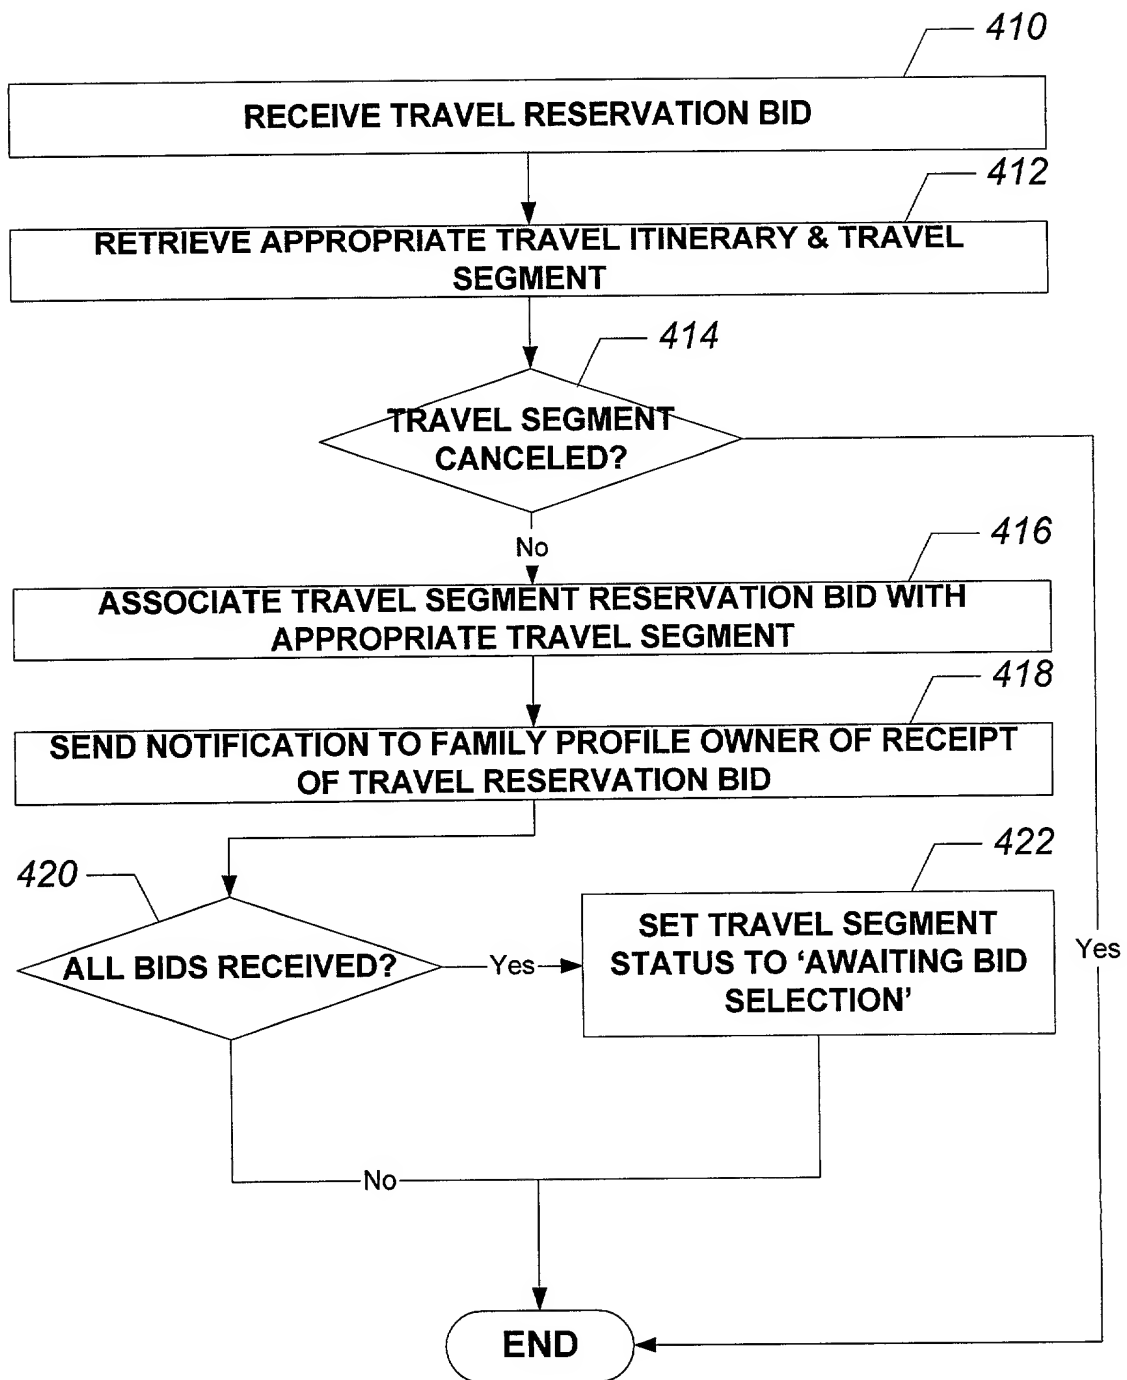 410
RECEIVE TRAVEL RESERVATION BID
412
RETRIEVE APPROPRIATE TRAVEL ITINERARY & TRAVEL
SEGMENT
414
TRAVEL SEGMENT
CANCELED?
No
416
ASSOCIATE TRAVEL SEGMENT RESERVATION BID WITH
APPROPRIATE TRAVEL SEGMENT
418
SEND NOTIFICATION TO FAMILY PROFILE OWNER OF RECEIPT
OF TRAVEL RESERVATION BID
420
ALL BIDS RECEIVED?
Yes
422
SET TRAVEL SEGMENT
STATUS TO ‘AWAITING BID
SELECTION’
Yes
No
END